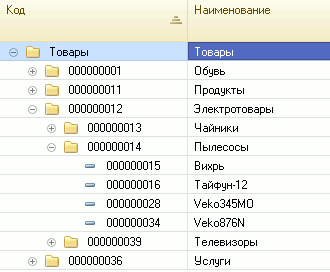 Код Наименование
Товары Товары
000000001 Обувь
000000011 Продукты
000000012 Электротовары
000000013 Чайники
000000014 Пылесосы
000000015 Вихрь
000000016 Тайфун-12
000000028 Veko345MO
000000034 Veko876N
000000039 Телевизоры
000000036 Услуги